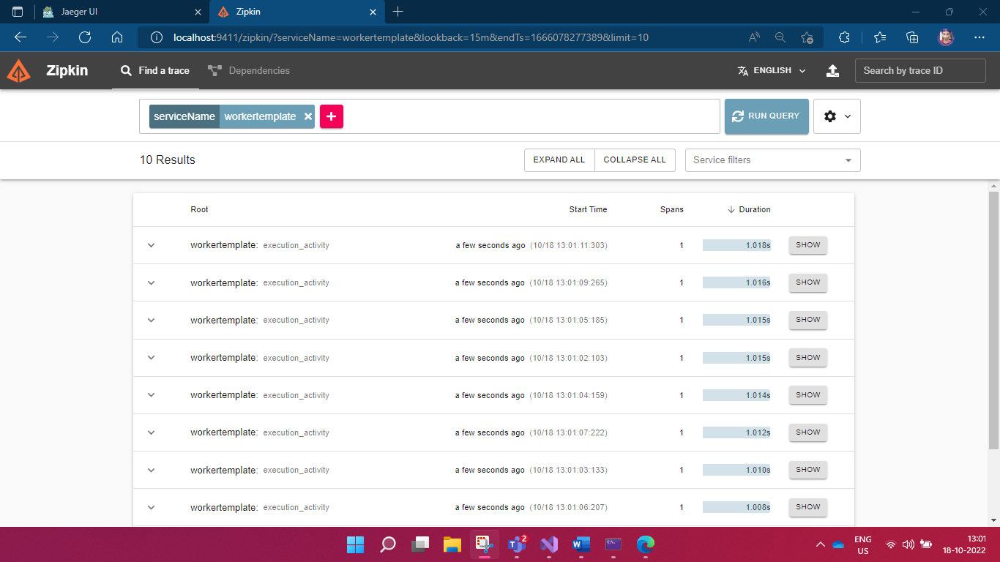 Jaeger UI
Zipkin
localhost:9411/zipkin/?serviceName=workertemplate&lookback=15m&endTs=1666078277389&limit=10
Zipkin Find a trace Dependencies ENGLISH Search by trace ID
serviceName workertemplate + RUN QUERY
10 Results EXPAND ALL COLLAPSE ALL Service filters
Root Start Time Spans Duration
workertemplate: execution_activity a few seconds ago (10/18 13:01:11:303) 1 1.018s SHOW
workertemplate: execution_activity a few seconds ago (10/18 13:01:09:265) 1 1.016s SHOW
workertemplate: execution_activity a few seconds ago (10/18 13:01:05:185) 1 1.015s SHOW
workertemplate: execution_activity a few seconds ago (10/18 13:01:02:103) 1 1.015s SHOW
workertemplate: execution_activity a few seconds ago (10/18 13:01:04:159) 1 1.014s SHOW
workertemplate: execution_activity a few seconds ago (10/18 13:01:07:222) 1 1.012s SHOW
workertemplate: execution_activity a few seconds ago (10/18 13:01:03:133) 1 1.010s SHOW
workertemplate: execution_activity a few seconds ago (10/18 13:01:06:207) 1 1.008s SHOW
2
ENG
US
13:01
18-10-2022